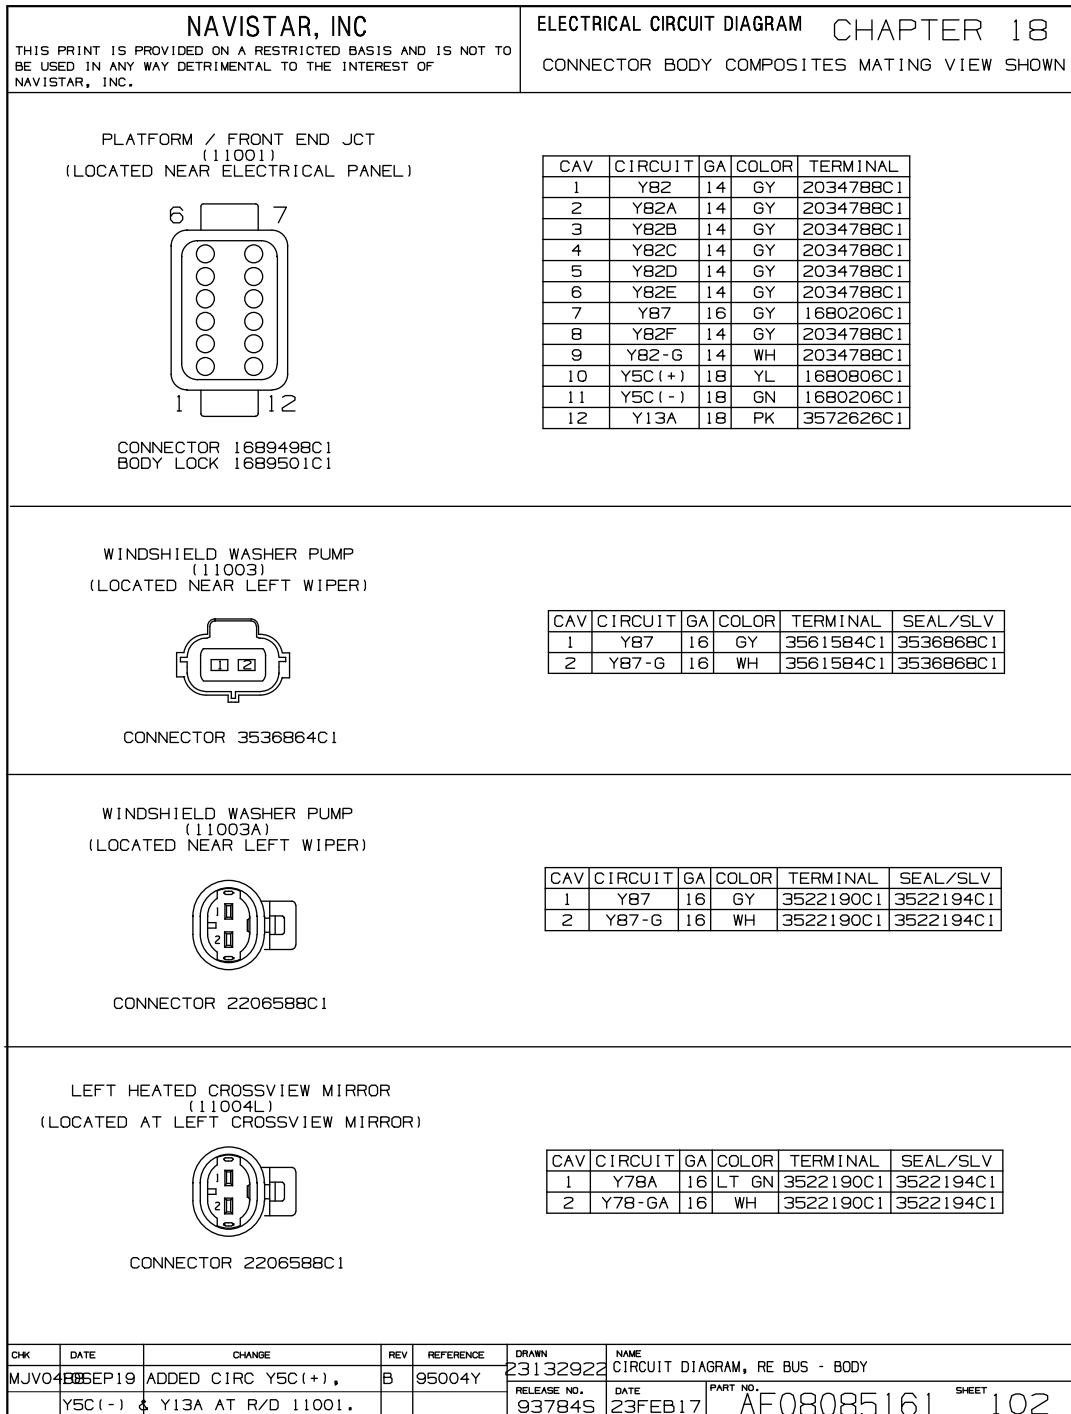 NAVISTAR, INC
THIS PRINT IS PROVIDED ON A RESTRICTED BASIS AND IS NOT TO
BE USED IN ANY WAY DETRIMENTAL TO THE INTEREST OF
NAVISTAR, INC.
ELECTRICAL CIRCUIT DIAGRAM CHAPTER 18
CONNECTOR BODY COMPOSITES MATING VIEW SHOWN
PLATFORM / FRONT END JCT
(11001)
(LOCATED NEAR ELECTRICAL PANEL)
6 7
1 12
CONNECTOR 1689498C1
BODY LOCK 1689501C1
CAV CIRCUIT GA COLOR TERMINAL
1 Y82 14 GY 2034788C1
2 Y82A 14 GY 2034788C1
3 Y82B 14 GY 2034788C1
4 Y82C 14 GY 2034788C1
5 Y82D 14 GY 2034788C1
6 Y82E 14 GY 2034788C1
7 Y87 16 GY 1680206C1
8 Y82F 14 GY 2034788C1
9 Y82-G 14 WH 2034788C1
10 Y5C(+) 18 YL 1680806C1
11 Y5C(-) 18 GN 1680206C1
12 Y13A 18 PK 3572626C1
WINDSHIELD WASHER PUMP
(11003)
(LOCATED NEAR LEFT WIPER)
1 2
CONNECTOR 3536864C1
CAV CIRCUIT GA COLOR TERMINAL SEAL/SLV
1 Y87 16 GY 3561584C1 3536868C1
2 Y87-G 16 WH 3561584C1 3536868C1
WINDSHIELD WASHER PUMP
(11003A)
(LOCATED NEAR LEFT WIPER)
1
2
CONNECTOR 2206588C1
CAV CIRCUIT GA COLOR TERMINAL SEAL/SLV
1 Y87 16 GY 3522190C1 3522194C1
2 Y87-G 16 WH 3522190C1 3522194C1
LEFT HEATED CROSSVIEW MIRROR
(11004L)
(LOCATED AT LEFT CROSSVIEW MIRROR)
1
2
CONNECTOR 2206588C1
CAV CIRCUIT GA COLOR TERMINAL SEAL/SLV
1 Y78A 16 LT GN 3522190C1 3522194C1
2 Y78-GA 16 WH 3522190C1 3522194C1
CHK DATE CHANGE REV REFERENCE
SEP19 ADDED CIRC Y5C(+), B 95004Y
Y5C(-) & Y13A AT R/D 11001.
DRAWN
23132922
NAME
CIRCUIT DIAGRAM, RE BUS - BODY
RELEASE NO.
93784S
DATE
23FEB17
PART NO.
AE08085161
SHEET
102